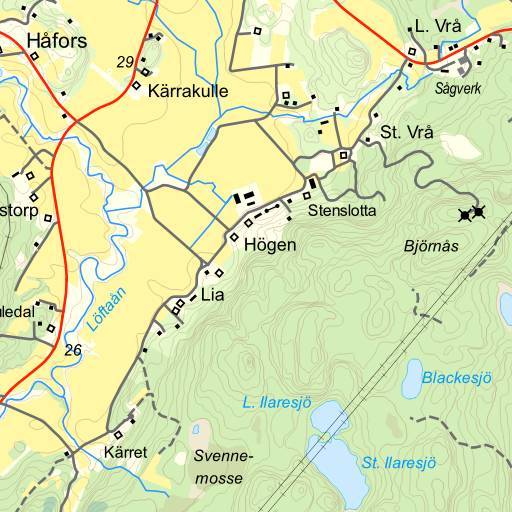 L. Vrå
Håfors
29
Kärrakulle
Sågverk
St. Vrå
storp
Stenslotta
Högen
Björnås
Lia
Löftaån
ledal
26
Blackesjö
L. Ilaresjö
Kärret
Svenne-
mosse
St. Ilaresjö